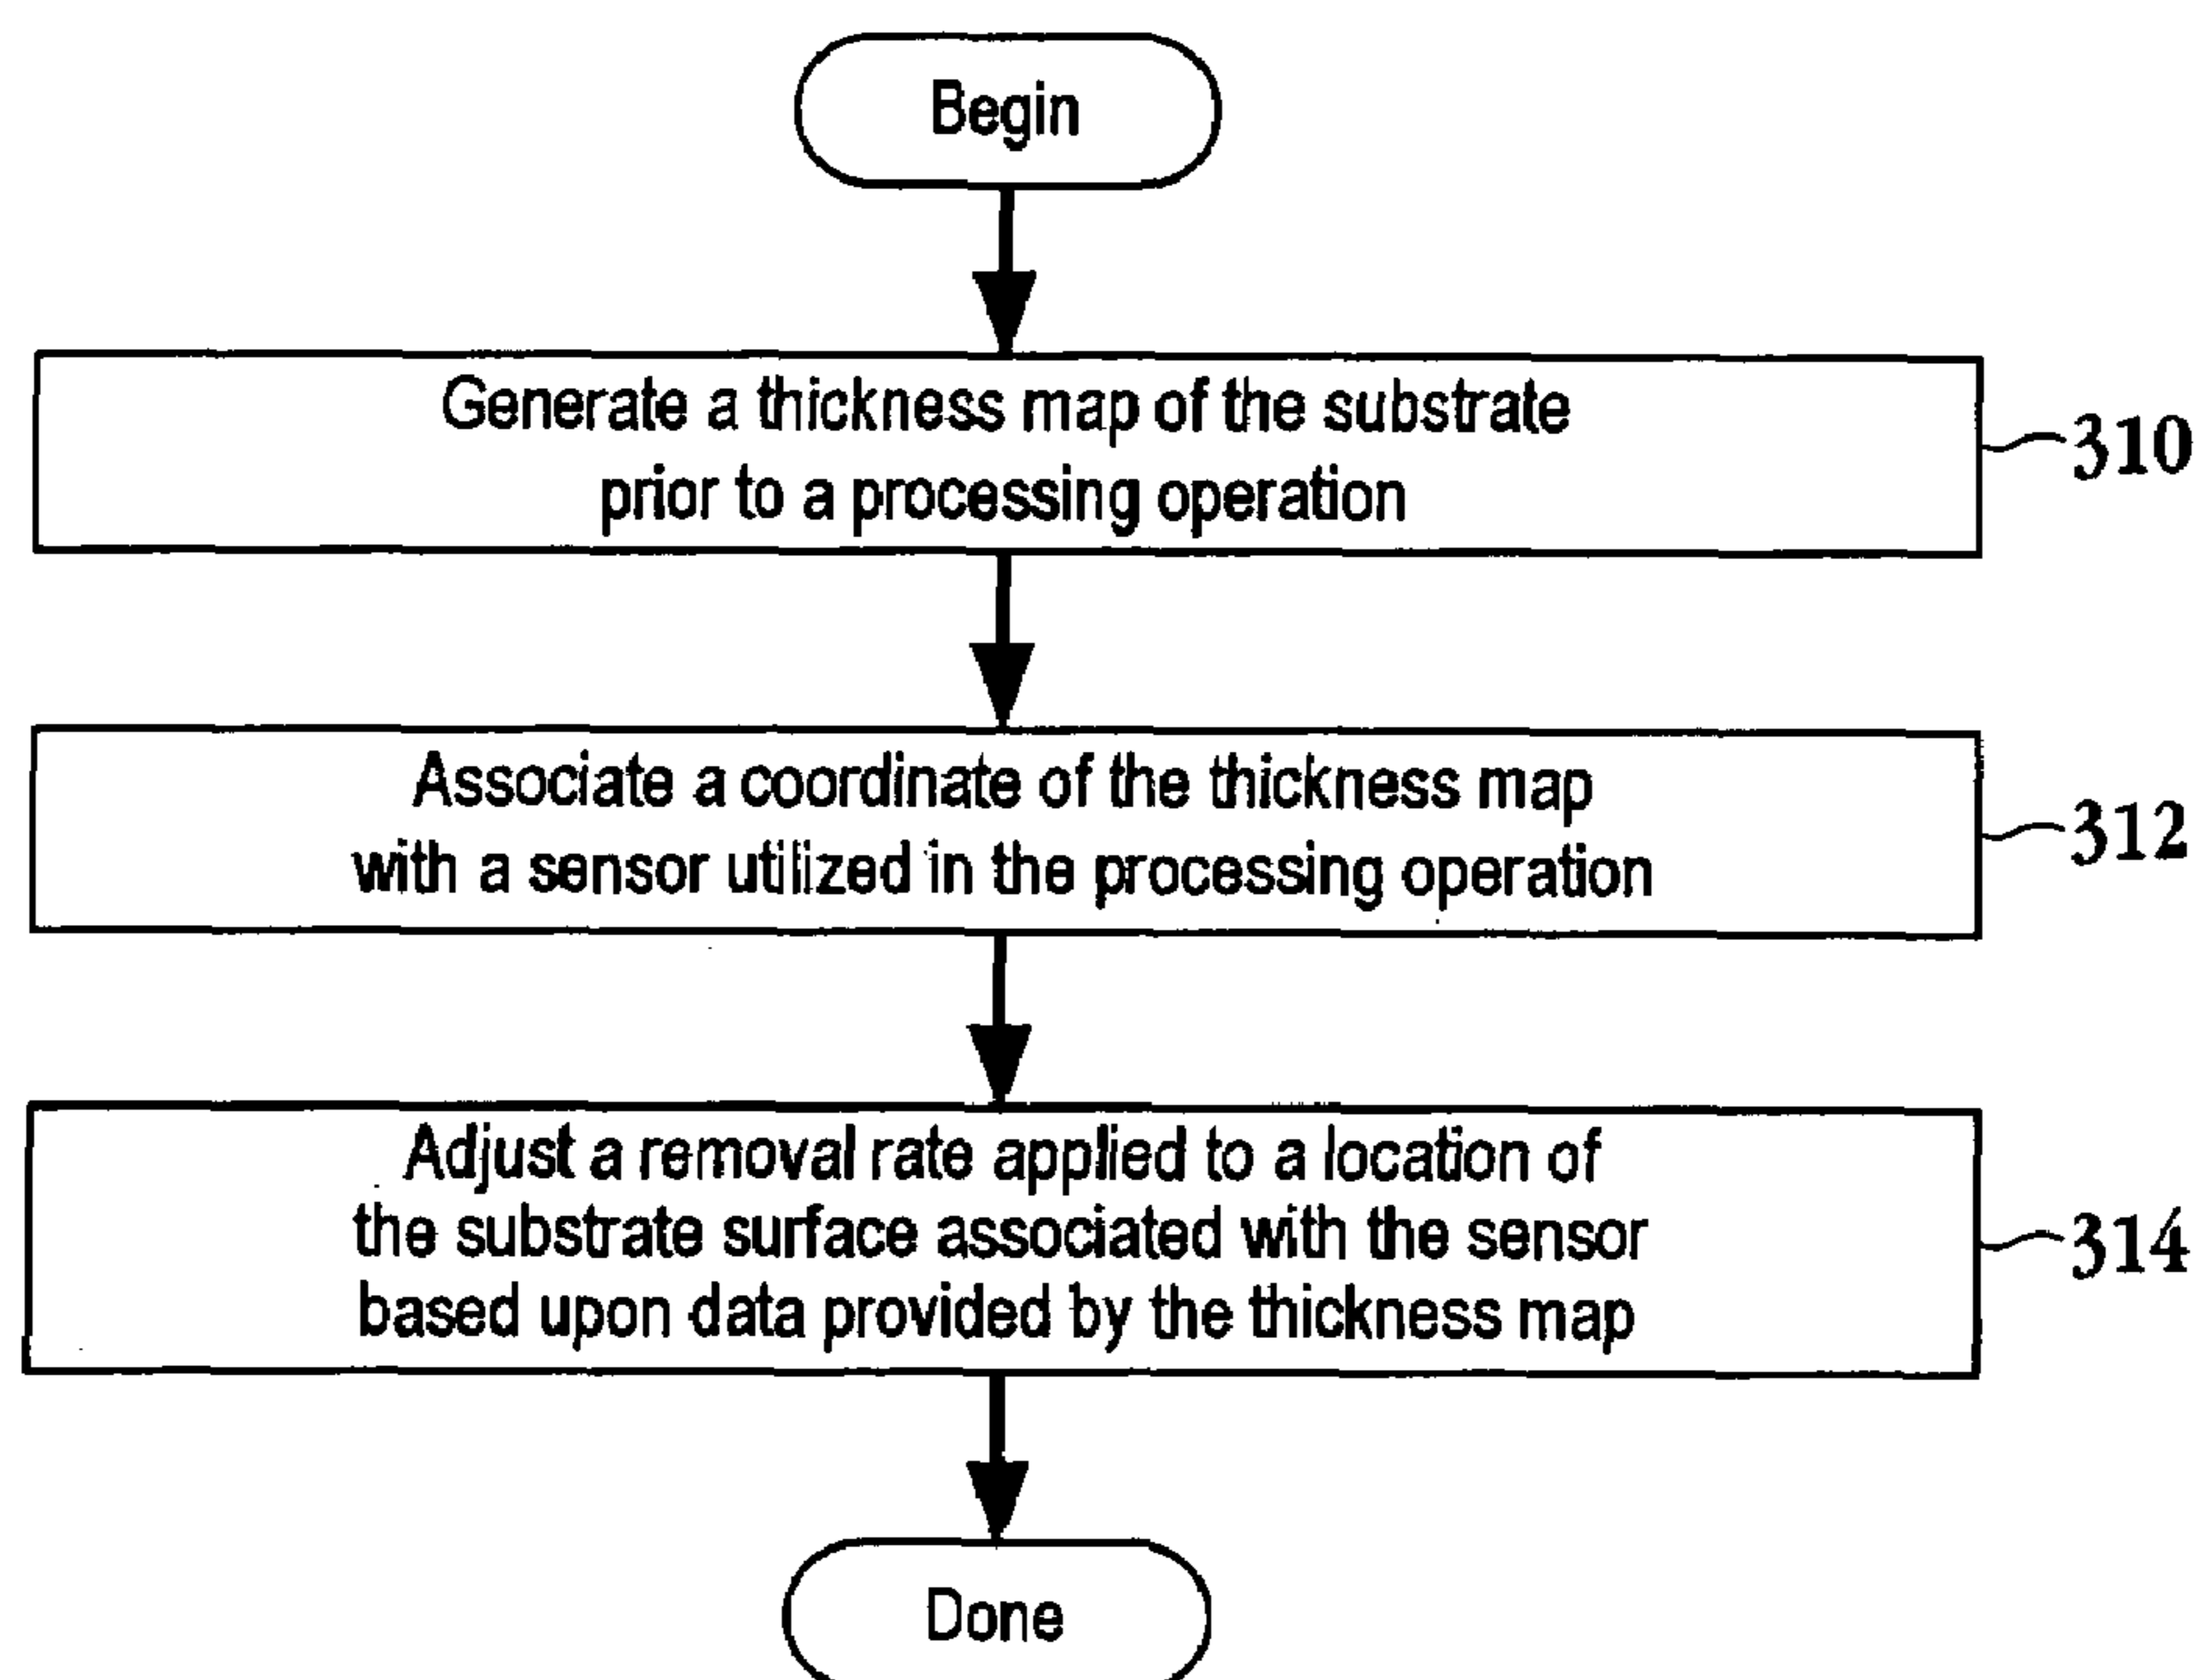 Begin
Generate a thickness map of the substrate
prior to a processing operation
310
Associate a coordinate of the thickness map
with a sensor utilized in the processing operation
312
Adjust a removal rate applied to a location of
the substrate surface associated with the sensor
based upon data provided by the thickness map
314
Done